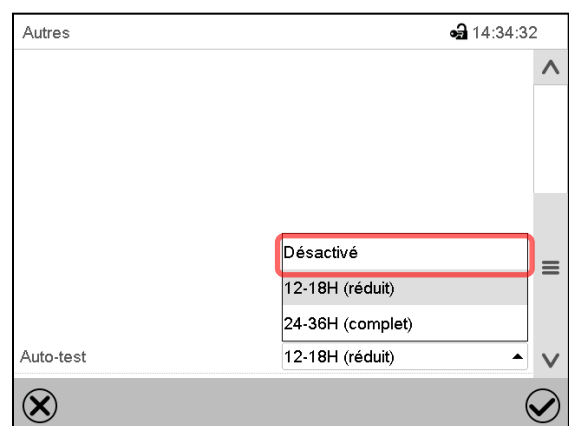 Autres 14:34:32
Désactivé
12-18H (réduit)
24-36H (complet)
Auto-test 12-18H (réduit)